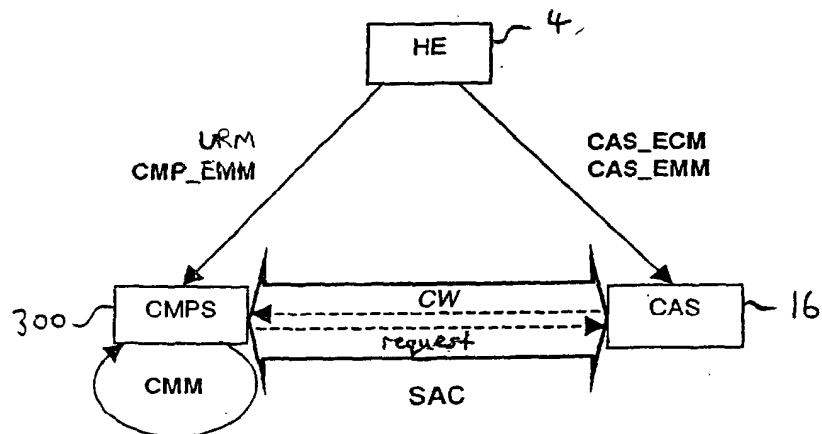 HE
4
URM
CMP_EMM
CAS_ECM
CAS_EMM
300
CMPS
CW
request
CAS
16
CMM
SAC